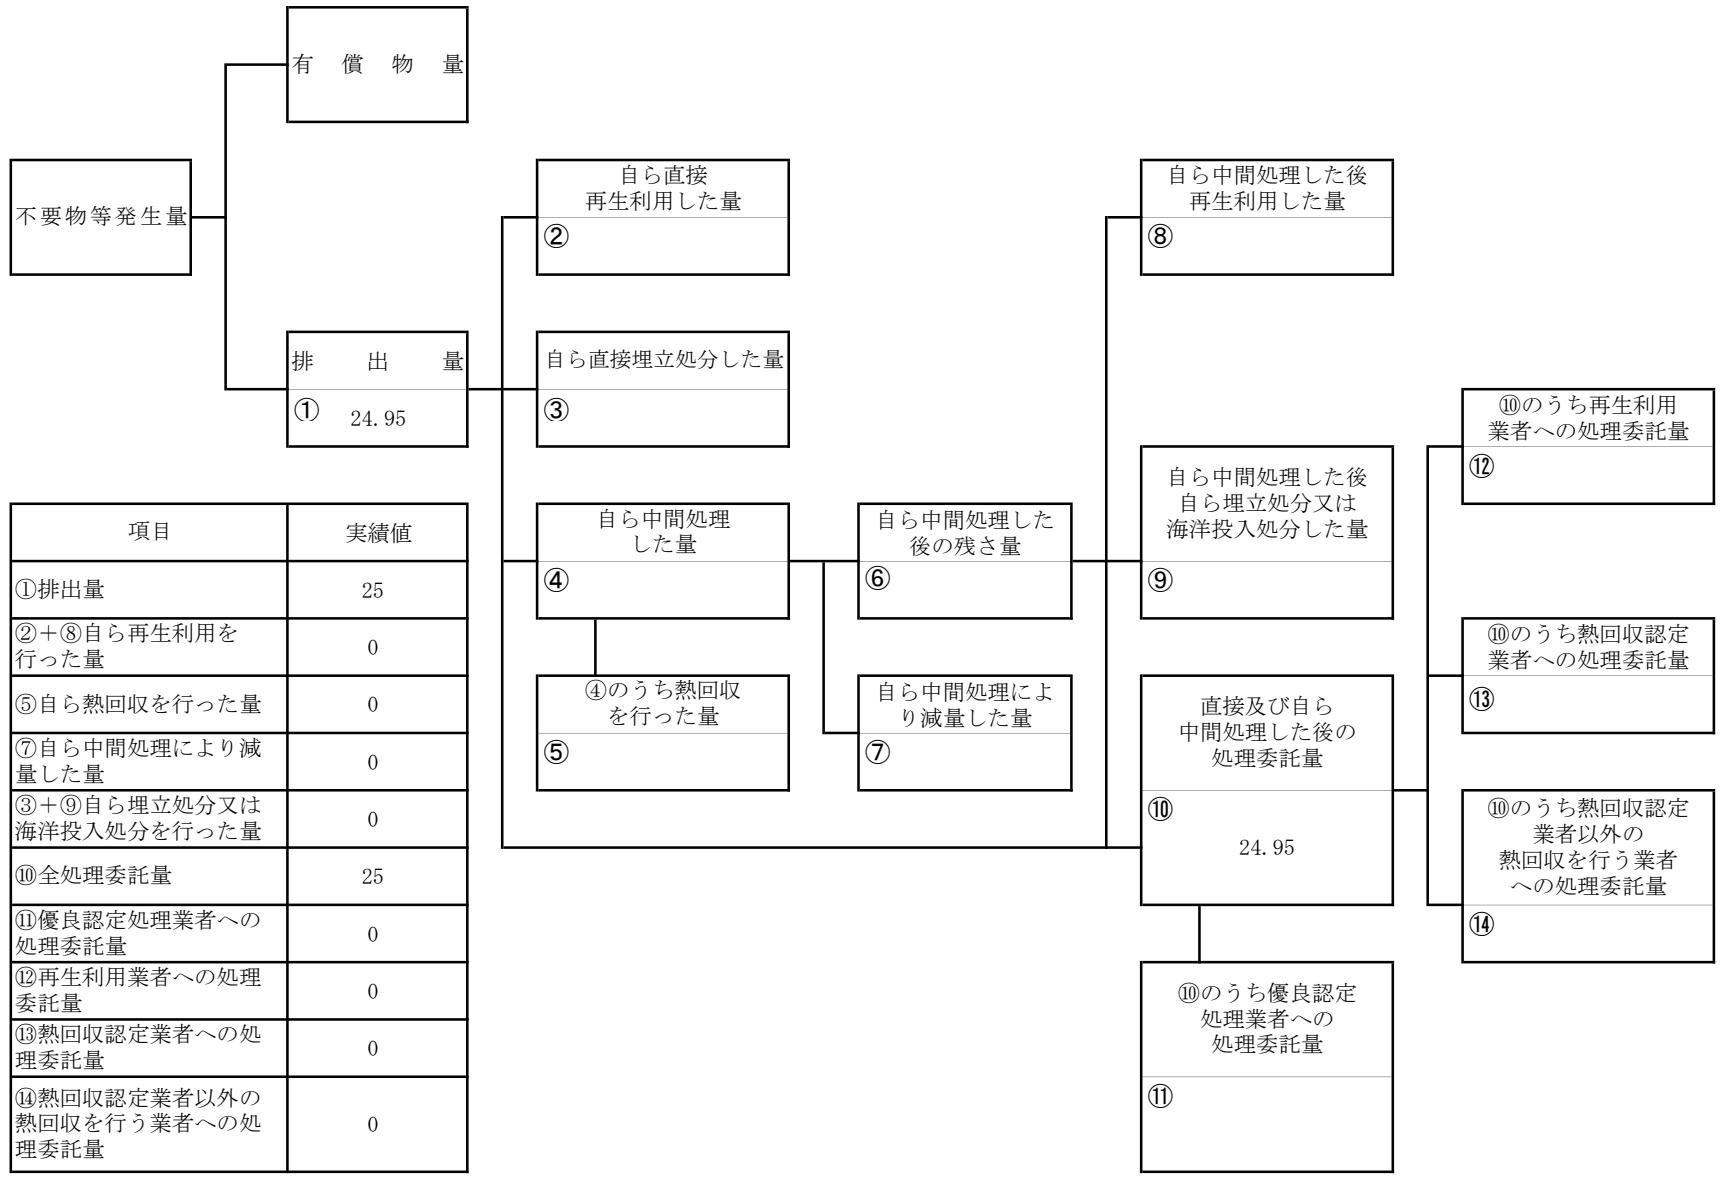 有償物量
不要物等発生量
排出量
①
24.95
自ら直接
再生利用した量
②
自ら直接埋立処分した量
③
自ら中間処理
した量
④
④のうち熱回収
を行った量
⑤
自ら中間処理した
後の残さ量
⑥
自ら中間処理によ
り減量した量
⑦
自ら中間処理した後
再生利用した量
⑧
自ら中間処理した後
自ら埋立処分又は
海洋投入処分した量
⑨
直接及び自ら
中間処理した後の
処理委託量
⑩
24.95
⑩のうち優良認定
処理業者への
処理委託量
⑪
⑩のうち再生利用
業者への処理委託量
⑫
⑩のうち熱回収認定
業者への処理委託量
⑬
⑩のうち熱回収認定
業者以外の
熱回収を行う業者
への処理委託量
⑭
項目 実績値
①排出量 25
②＋⑧自ら再生利用を
行った量 0
⑤自ら熱回収を行った量 0
⑦自ら中間処理により減
量した量 0
③＋⑨自ら埋立処分又は
海洋投入処分を行った量 0
⑩全処理委託量 25
⑪優良認定処理業者への
処理委託量 0
⑫再生利用業者への処理
委託量 0
⑬熱回収認定業者への処
理委託量 0
⑭熱回収認定業者以外の
熱回収を行う業者への処
理委託量 0